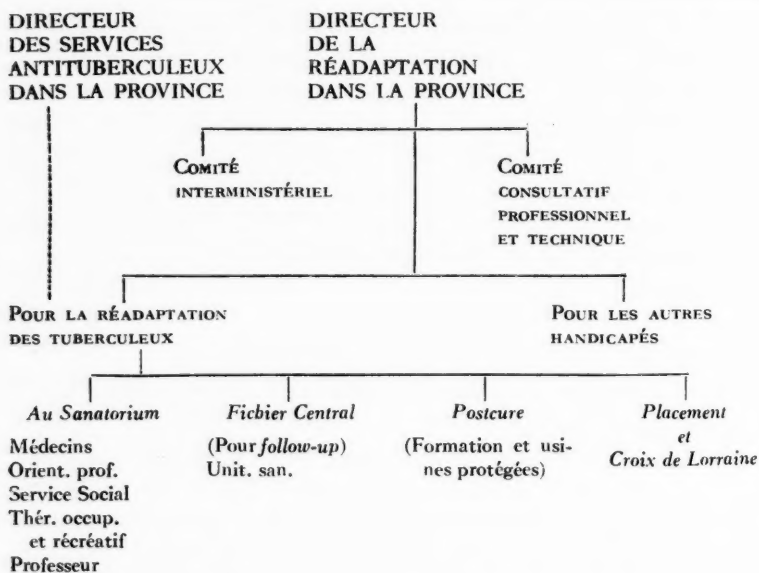 DIRECTEUR
DES SERVICES
ANTITUBERCULEUX
DANS LA PROVINCE
DIRECTEUR
DE LA
RÉADAPTATION
DANS LA PROVINCE
COMITÉ
INTERMINISTÉRIEL
COMITÉ
CONSULTATIF
PROFESSIONNEL
ET TECHNIQUE
POUR LA RÉADAPTATION
DES TUBERCULEUX
POUR LES AUTRES
HANDICAPÉS
Au Sanatorium
Médecins
Orient. prof.
Service Social
Thér. occup.
et récréatif
Professeur
Fichier Central
(Pour follow-up)
Unit. san.
Postcure
(Formation et usi-
nes protégées)
Placement
et
Croix de Lorraine